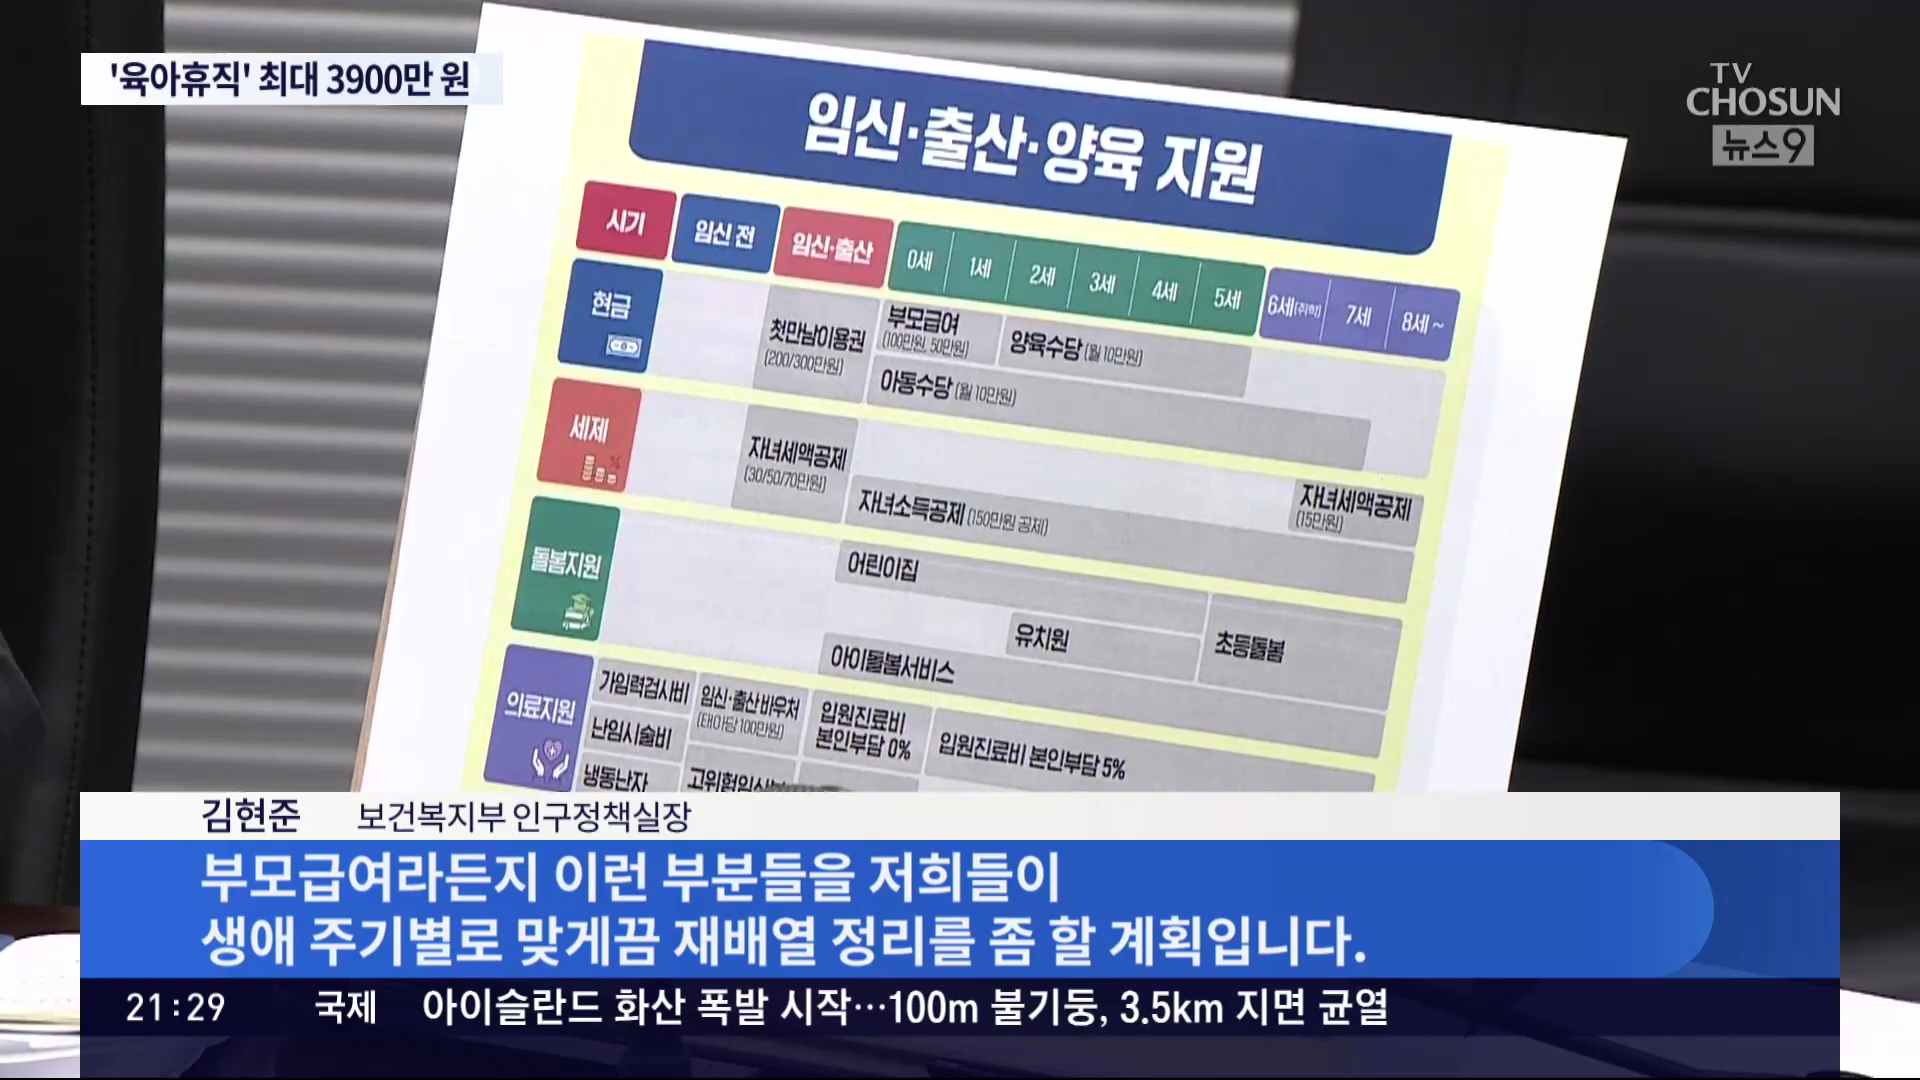 '육아휴직' 최대 3900만 원
TV
CHOSUN
뉴스9
임신·출산·양육 지원
시기
임신 전
임신·출산
0세
1세
2세
3세
4세
5세
6세(취학)
7세
8세~
현금
첫만남이용권
(200/300만원)
부모급여
(100만원, 50만원)
양육수당 (월 10만원)
아동수당 (월 10만원)
세제
자녀세액공제
(30/50/70만원)
자녀소득공제 (150만원 공제)
자녀세액공제
(15만원)
돌봄지원
어린이집
유치원
초등돌봄
아이돌봄서비스
의료지원
가임력검사비
난임시술비
냉동난자
임신·출산 바우처
(태아당 100만원)
입원진료비
본인부담 0%
입원진료비 본인부담 5%
김현준 보건복지부 인구정책실장
부모급여라든지 이런 부분들을 저희들이
생애 주기별로 맞게끔 재배열 정리를 좀 할 계획입니다.
21:29 국제 아이슬란드 화산 폭발 시작…100m 불기둥, 3.5km 지면 균열